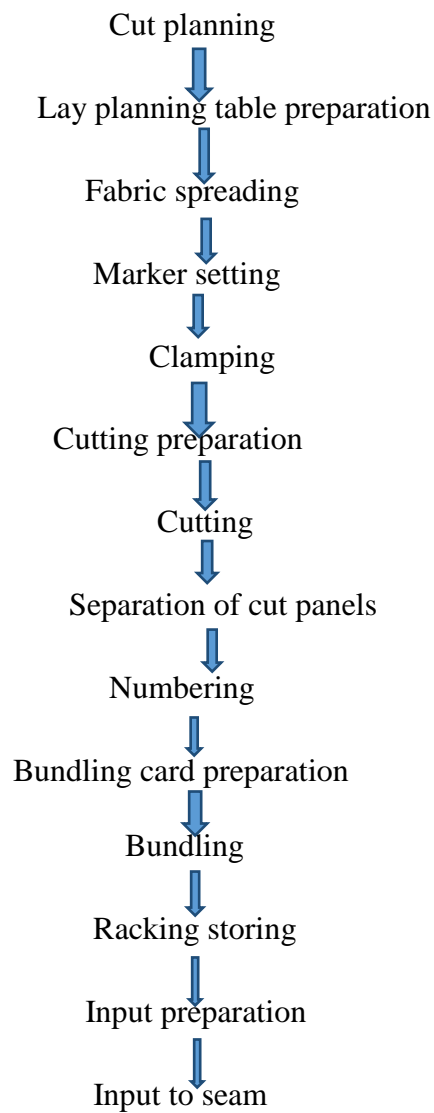 Cut planning
Lay planning table preparation
Fabric spreading
Marker setting
Clamping
Cutting preparation
Cutting
Separation of cut panels
Numbering
Bundling card preparation
Bundling
Racking storing
Input preparation
Input to seam